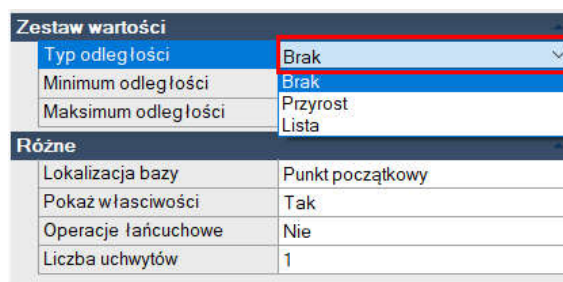 Zestaw wartości
Typ odległości Brak
Minimum odległości Brak
Maksimum odległości Przyrost
Lista
Różne
Lokalizacja bazy Punkt początkowy
Pokaż własciwości Tak
Operacje łańcuchowe Nie
Liczba uchwytów 1